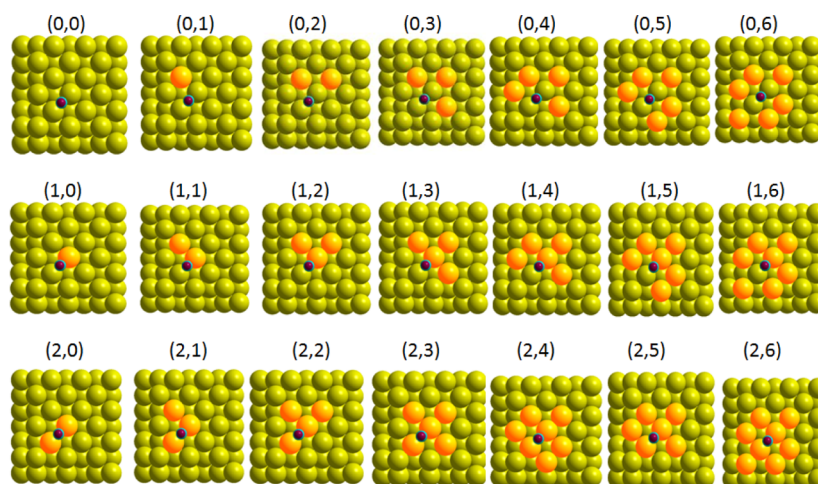 (0,0) (0,1) (0,2) (0,3) (0,4) (0,5) (0,6)
(1,0) (1,1) (1,2) (1,3) (1,4) (1,5) (1,6)
(2,0) (2,1) (2,2) (2,3) (2,4) (2,5) (2,6)